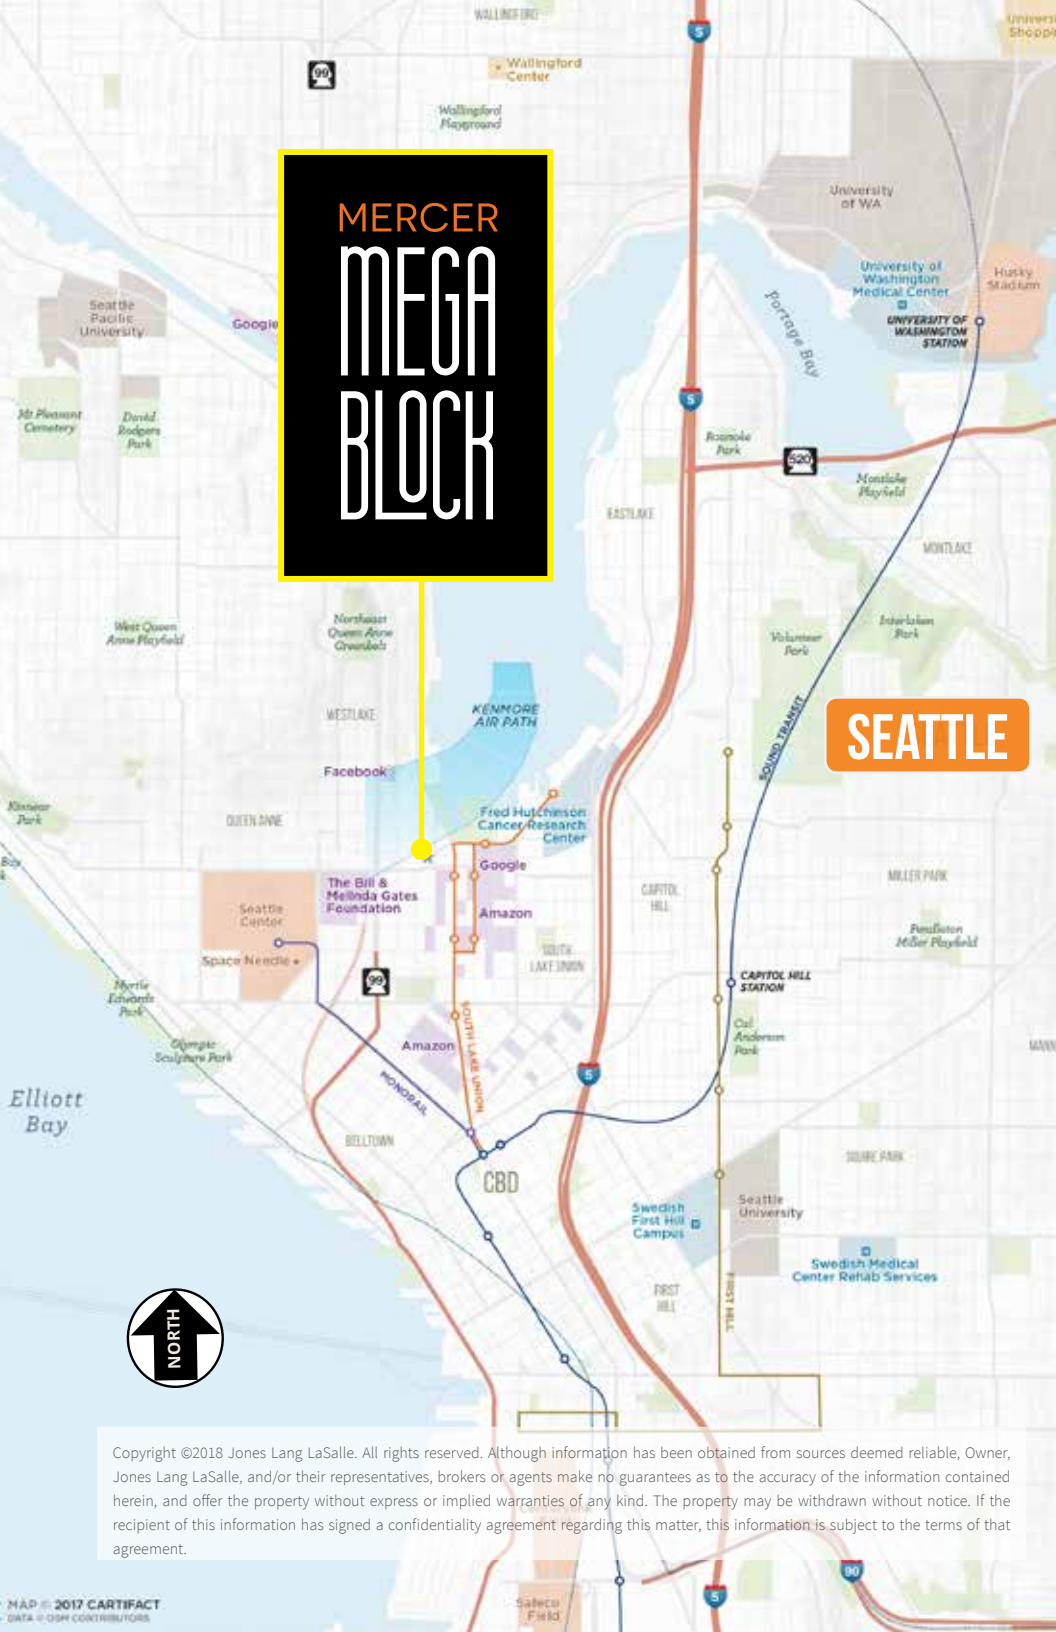 WALLINGFORD
5
99
Wallingford
Center
Wallingford
Playground
University
of WA
MERCER
MEGA
BLOCK
University of
Washington
Medical Center
Husky
Stadium
UNIVERSITY OF
WASHINGTON
STATION
Portage Bay
Seattle
Pacific
University
Google
Mt Pleasant
Cemetery
David
Rodgers
Park
5
Roanoke
Park
520
Montlake
Playfield
EASTLAKE
MONTLAKE
West Queen
Anne Playfield
Northeast
Queen Anne
Greenbelt
Volunteer
Park
Interlaken
Park
WESTLAKE
KENMORE
AIR PATH
SOUND TRANSIT
SEATTLE
Facebook
Kinnear
Park
QUEEN ANNE
Fred Hutchinson
Cancer Research
Center
Google
The Bill &
Melinda Gates
Foundation
Amazon
CAPITOL
HILL
MILLER PARK
Seattle
Center
Space Needle
SOUTH
LAKE UNION
Pendleton
Miller Playfield
99
CAPITOL HILL
STATION
Myrtle
Edwards
Park
Olympic
Sculpture Park
Amazon
SOUTH LAKE UNION
Cal
Anderson
Park
5
MONORAIL
Elliott
Bay
BELLTOWN
CBD
SQUIRE PARK
Swedish
First Hill
Campus
Seattle
University
Swedish Medical
Center Rehab Services
FIRST
HILL
FIRST HILL
NORTH
Copyright ©2018 Jones Lang LaSalle. All rights reserved. Although information has been obtained from sources deemed reliable, Owner,
Jones Lang LaSalle, and/or their representatives, brokers or agents make no guarantees as to the accuracy of the information contained
herein, and offer the property without express or implied warranties of any kind. The property may be withdrawn without notice. If the
recipient of this information has signed a confidentiality agreement regarding this matter, this information is subject to the terms of that
agreement.
90
5
Safeco
Field
MAP © 2017 CARTIFACT
DATA © OSM CONTRIBUTORS